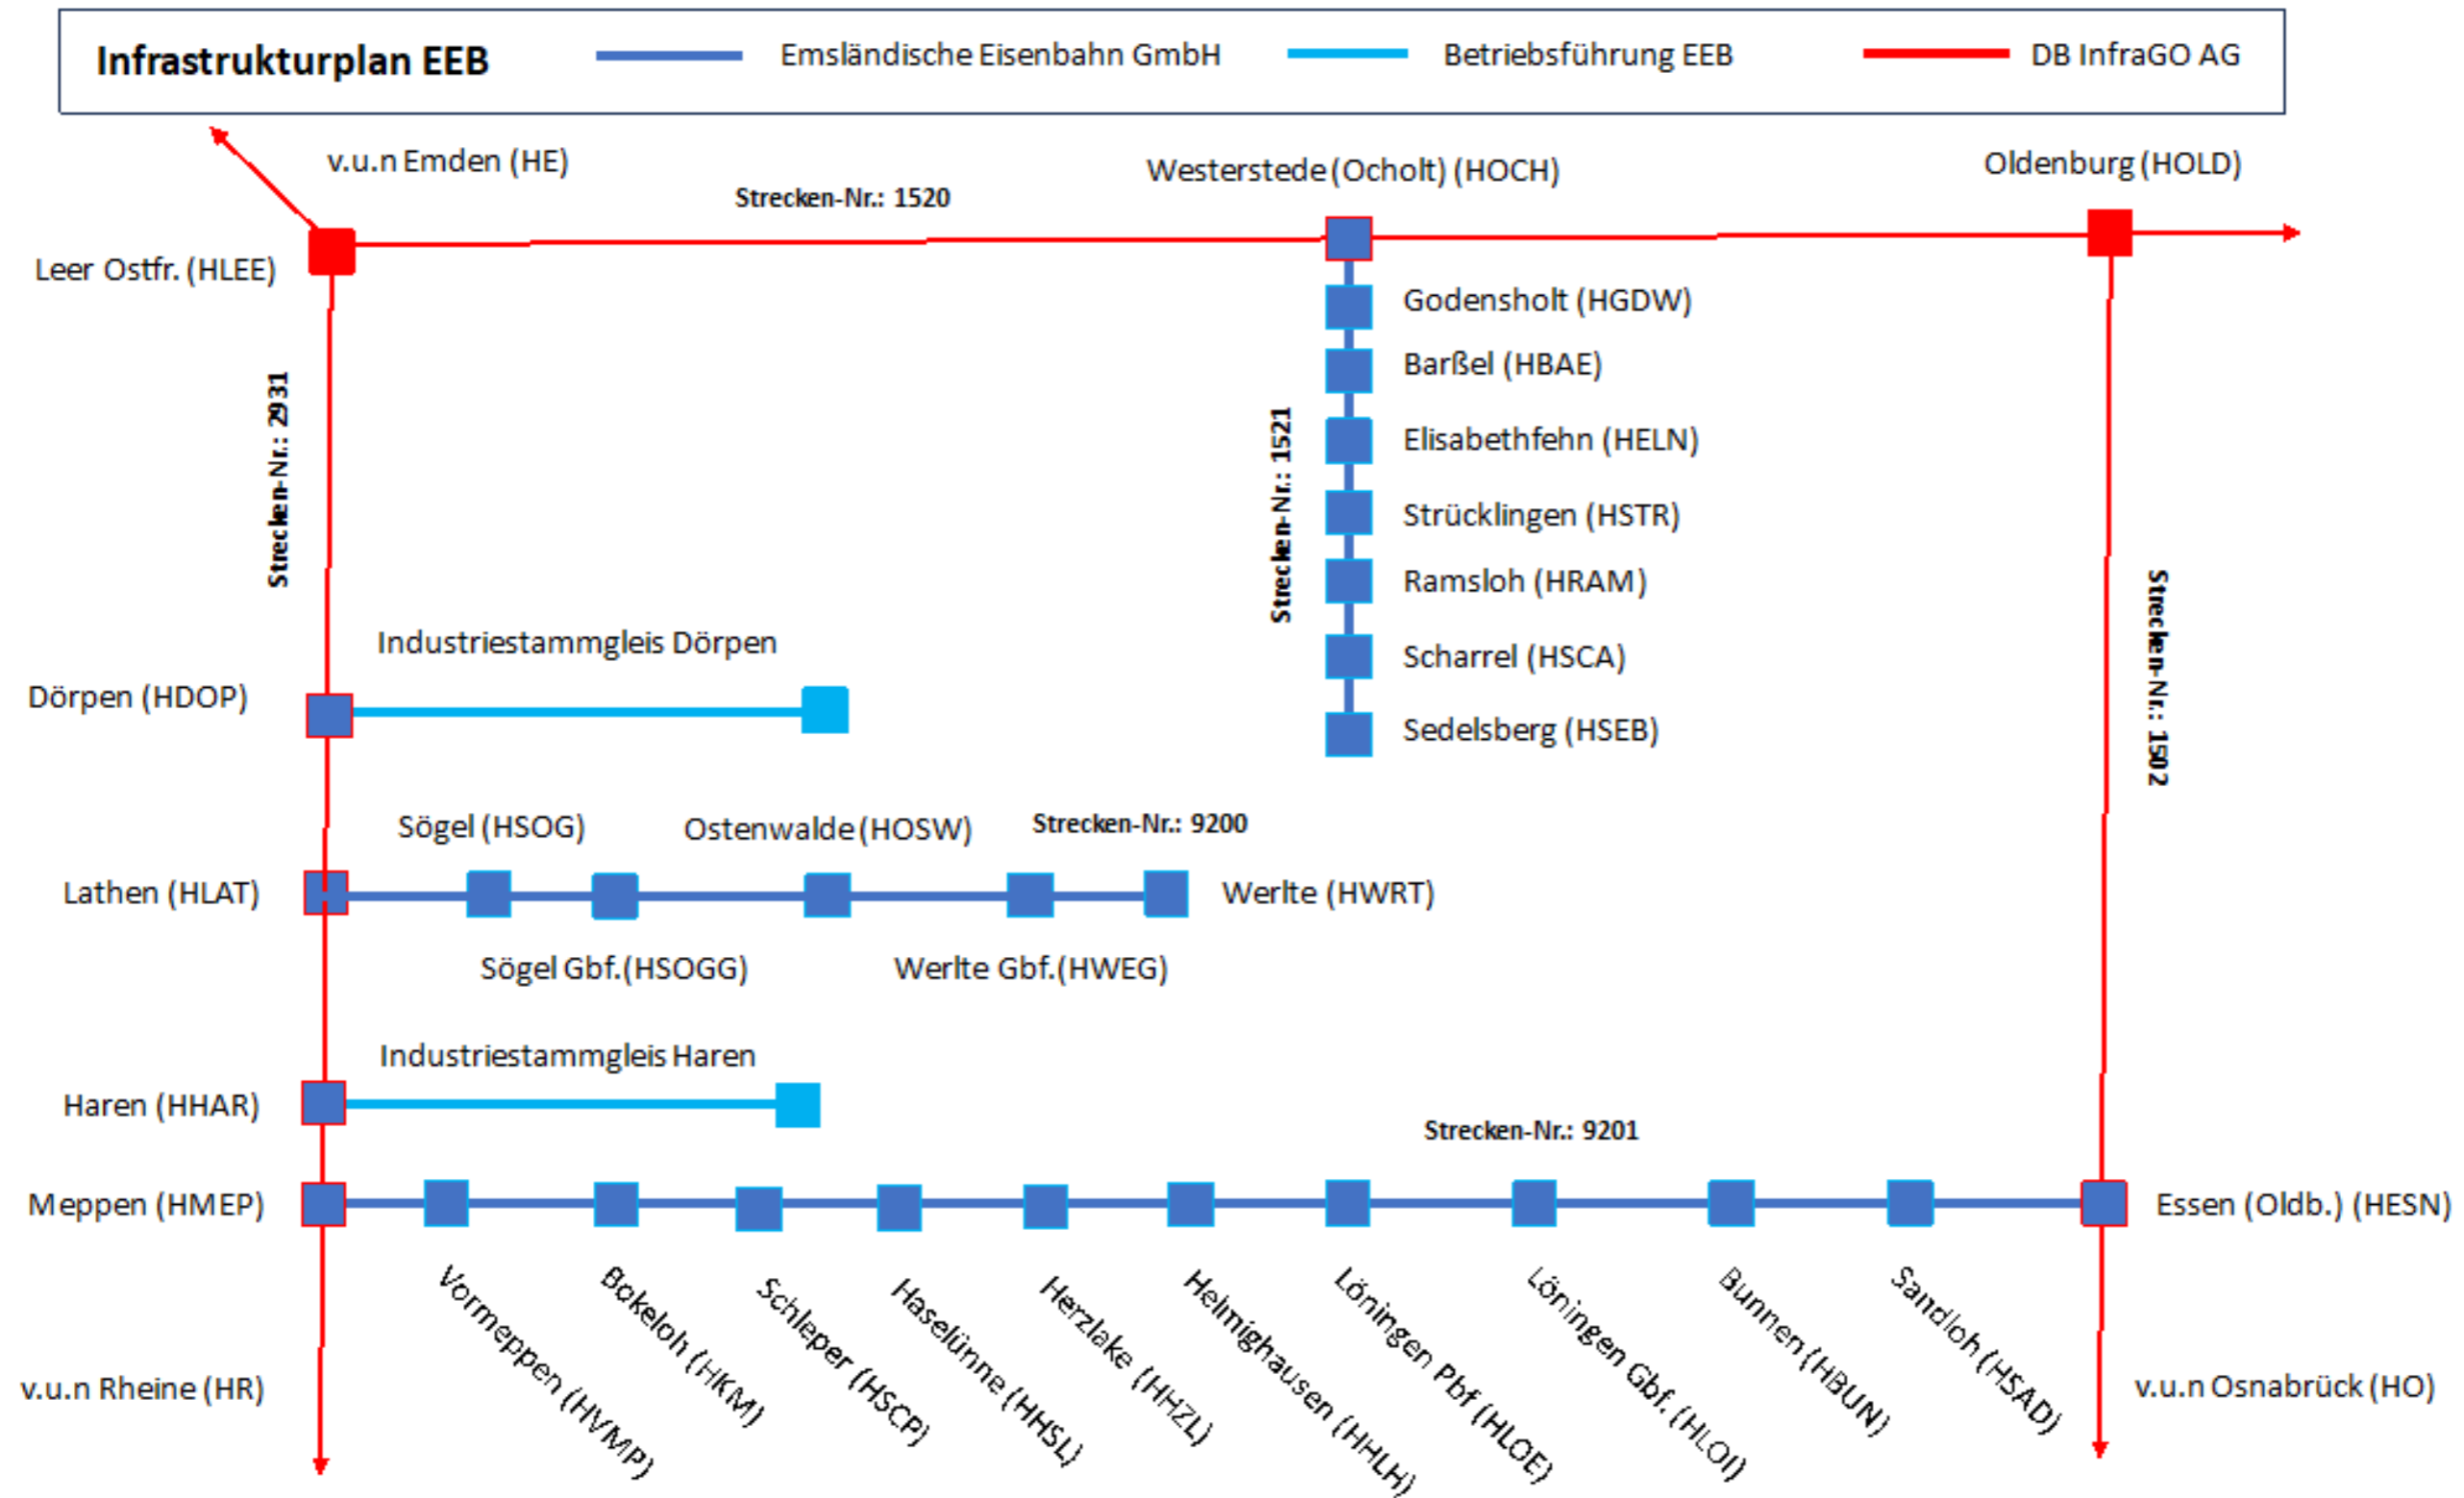 Infrastrukturplan EEB
Emsländische Eisenbahn GmbH
Betriebsführung EEB
DB InfraGO AG
v.u.n Emden (HE)
Westerstede (Ocholt) (HOCH)
Oldenburg (HOLD)
Strecken-Nr.: 1520
Leer Ostfr. (HLEE)
Godensholt (HGDW)
Barßel (HBAE)
Elisabethfehn (HELN)
Strücklingen (HSTR)
Ramsloh (HRAM)
Scharrel (HSCA)
Sedelsberg (HSEB)
Strecken-Nr.: 2931
Strecken-Nr.: 1521
Strecken-Nr.: 1502
Industriestammgleis Dörpen
Dörpen (HDOP)
Sögel (HSOG)
Ostenwalde (HOSW)
Strecken-Nr.: 9200
Lathen (HLAT)
Werlte (HWRT)
Sögel Gbf.(HSOGG)
Werlte Gbf.(HWEG)
Industriestammgleis Haren
Haren (HHAR)
Strecken-Nr.: 9201
Meppen (HMEP)
Essen (Oldb.) (HESN)
Vormeppen (HVMP)
Bokeloh (HKM)
Schleper (HSCP)
Haselünne (HHSL)
Herzlake (HHZL)
Helmighausen (HHLH)
Löningen Pbf (HLOE)
Löningen Gbf. (HLOI)
Bunnen (HBUN)
Sandloh (HSAD)
v.u.n Rheine (HR)
v.u.n Osnabrück (HO)